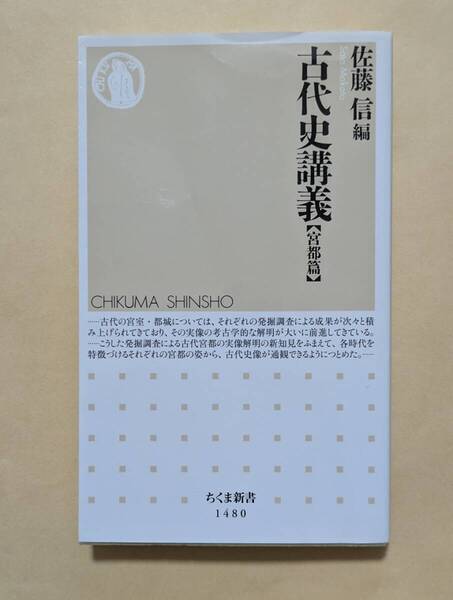 佐藤 信 編
Sato Makoto
古代史講義【宮都篇】
CHIKUMA SHINSHO
―古代の宮室・都城については、それぞれの発掘調査による成果が次々と積
み上げられてきており、その実像の考古学的な解明が大いに前進してきている。
―こうした発掘調査による古代宮都の実像解明の新知見をふまえて、各時代を
特徴づけるそれぞれの宮都の姿から、古代史像が通観できるようにつとめた。―
ちくま新書
1480